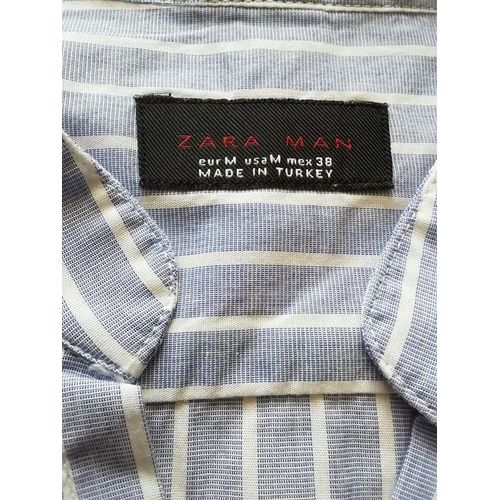 ZARA MAN
eur M usa M mex 38
MADE IN TURKEY